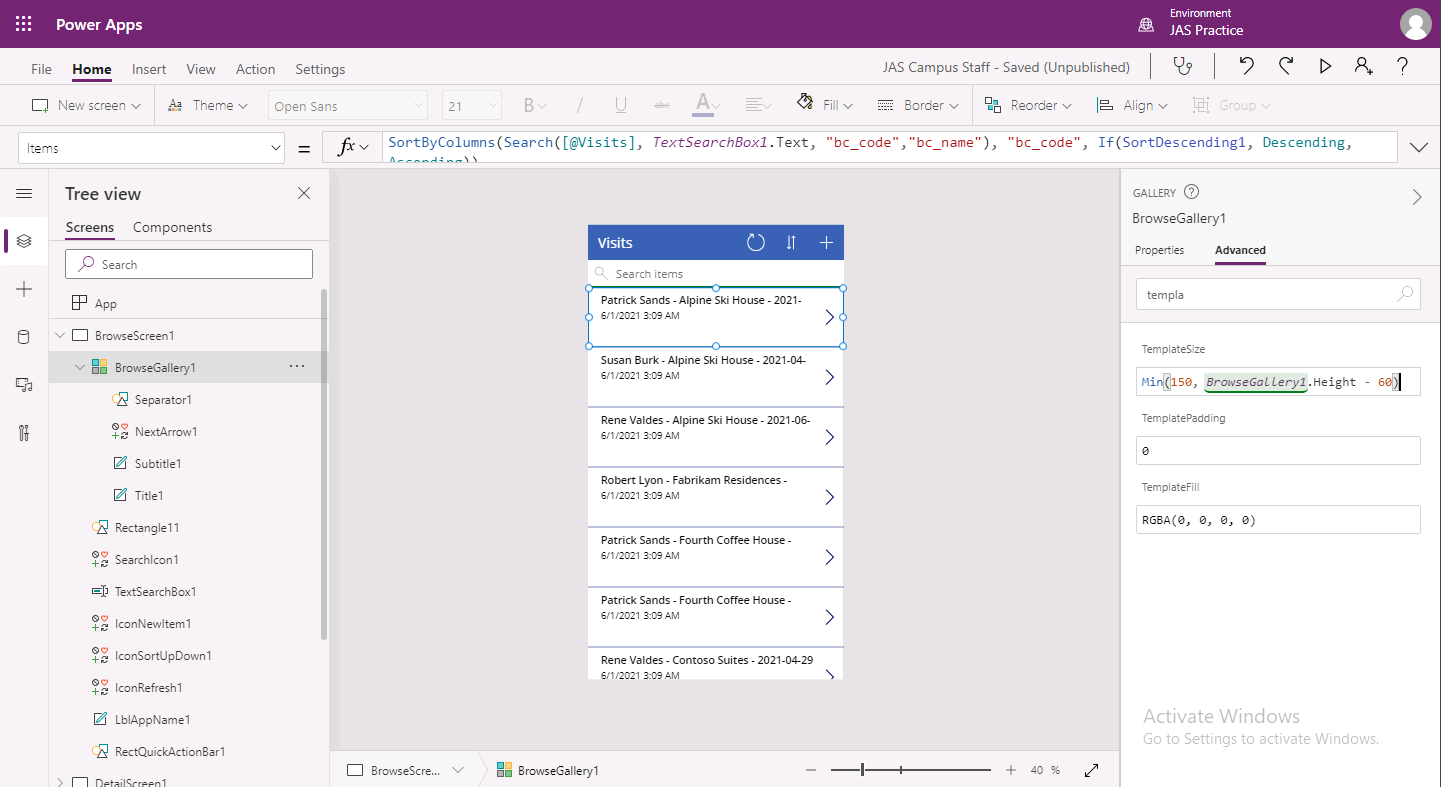 Power Apps
Environment
JAS Practice
File Home Insert View Action Settings
JAS Campus Staff - Saved (Unpublished)
New screen Theme Open Sans 21 B / U abc A Fill Border Reorder Align Group
Items = fx SortByColumns(Search([@Visits], TextSearchBox1.Text, "bc_code","bc_name"), "bc_code", If(SortDescending1, Descending,
Ascending))
Tree view
Screens Components
Search
App
BrowseScreen1
BrowseGallery1 ...
Separator1
NextArrow1
Subtitle1
Title1
Rectangle11
SearchIcon1
TextSearchBox1
IconNewItem1
IconSortUpDown1
IconRefresh1
LblAppName1
RectQuickActionBar1
DetailScreen1
Visits
Search items
Patrick Sands - Alpine Ski House - 2021-
6/1/2021 3:09 AM
Susan Burk - Alpine Ski House - 2021-04-
6/1/2021 3:09 AM
Rene Valdes - Alpine Ski House - 2021-06-
6/1/2021 3:09 AM
Robert Lyon - Fabrikam Residences -
6/1/2021 3:09 AM
Patrick Sands - Fourth Coffee House -
6/1/2021 3:09 AM
Patrick Sands - Fourth Coffee House -
6/1/2021 3:09 AM
Rene Valdes - Contoso Suites - 2021-04-29
6/1/2021 3:09 AM
BrowseScre... BrowseGallery1
40 %
GALLERY ?
BrowseGallery1
Properties Advanced
templa
TemplateSize
Min(150, BrowseGallery1.Height - 60)
TemplatePadding
0
TemplateFill
RGBA(0, 0, 0, 0)
Activate Windows
Go to Settings to activate Windows.